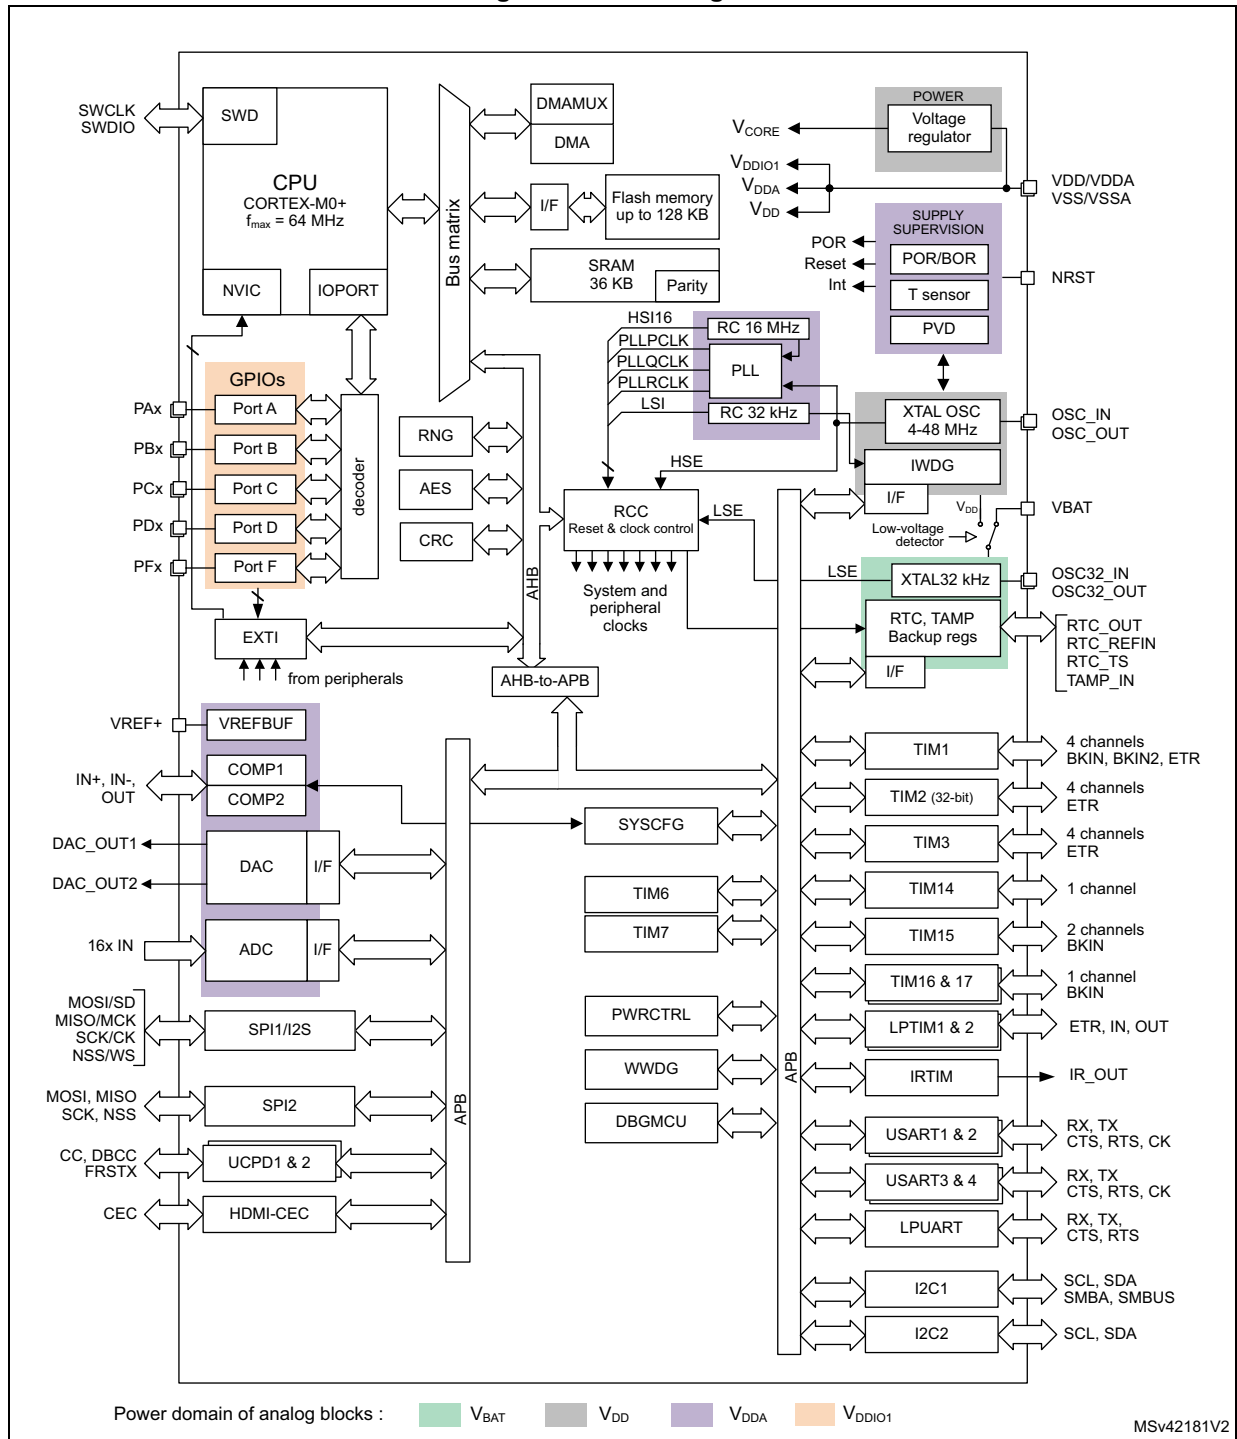 SWCLK
SWDIO
SWD
CPU
CORTEX-M0+
fmax = 64 MHz
NVIC
IOPORT
Bus matrix
DMAMUX
DMA
I/F
Flash memory
up to 128 KB
SRAM
36 KB
Parity
POWER
Voltage
regulator
VCORE
VDDIO1
VDDA
VDD
VDD/VDDA
VSS/VSSA
SUPPLY
SUPERVISION
POR
Reset
Int
POR/BOR
T sensor
PVD
NRST
HSI16
PLLPCLK
PLLQCLK
PLLRCLK
LSI
RC 16 MHz
PLL
RC 32 kHz
GPIOs
PAx
Port A
PBx
Port B
PCx
Port C
PDx
Port D
PFx
Port F
decoder
RNG
AES
CRC
AHB
XTAL OSC
4-48 MHz
IWDG
I/F
OSC_IN
OSC_OUT
HSE
RCC
Reset & clock control
LSE
System and
peripheral
clocks
VDD
VBAT
Low-voltage
detector
LSE
XTAL32 kHz
OSC32_IN
OSC32_OUT
RTC, TAMP
Backup regs
I/F
RTC_OUT
RTC_REFIN
RTC_TS
TAMP_IN
EXTI
from peripherals
AHB-to-APB
VREF+
VREFBUF
IN+, IN-,
OUT
COMP1
COMP2
DAC_OUT1
DAC_OUT2
DAC
I/F
16x IN
ADC
I/F
MOSI/SD
MISO/MCK
SCK/CK
NSS/WS
SPI1/I2S
MOSI, MISO
SCK, NSS
SPI2
CC, DBCC
FRSTX
UCPD1 & 2
CEC
HDMI-CEC
APB
SYSCFG
TIM6
TIM7
PWRCTRL
WWDG
DBGMCU
APB
TIM1
4 channels
BKIN, BKIN2, ETR
TIM2 (32-bit)
4 channels
ETR
TIM3
4 channels
ETR
TIM14
1 channel
TIM15
2 channels
BKIN
TIM16 & 17
1 channel
BKIN
LPTIM1 & 2
ETR, IN, OUT
IRTIM
IR_OUT
USART1 & 2
RX, TX
CTS, RTS, CK
USART3 & 4
RX, TX
CTS, RTS, CK
LPUART
RX, TX,
CTS, RTS
I2C1
SCL, SDA
SMBA, SMBUS
I2C2
SCL, SDA
Power domain of analog blocks :
VBAT
VDD
VDDA
VDDIO1
MSv42181V2